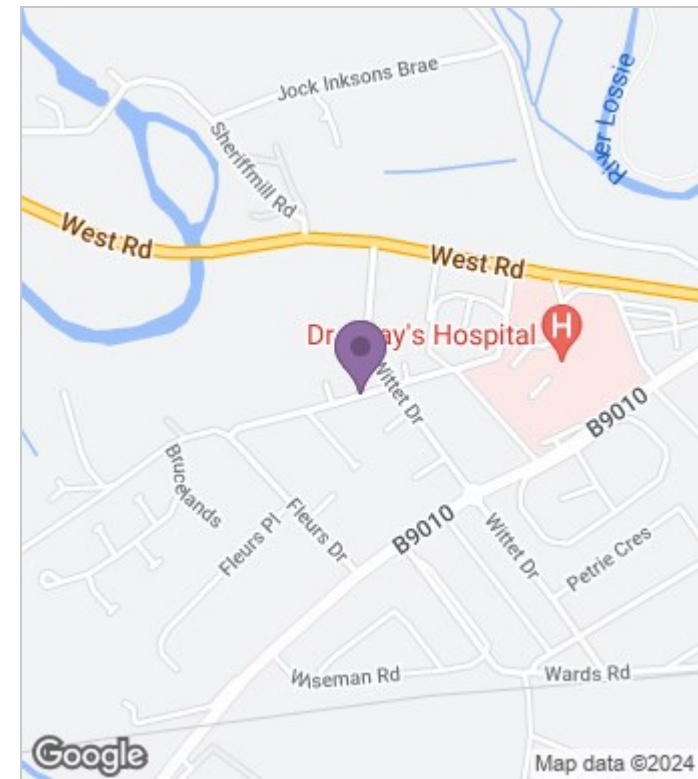 Jock Inksons Brae
River Lossie
Sheriffmill Rd
West Rd
West Rd
Dr ay's Hospital
H
Wittet Dr
B9010
Brucelands
Fleurs Pl
Fleurs Dr
B9010
Wittet Dr
Petrie Cres
Wiseman Rd
Wards Rd
Google
Map data ©2024